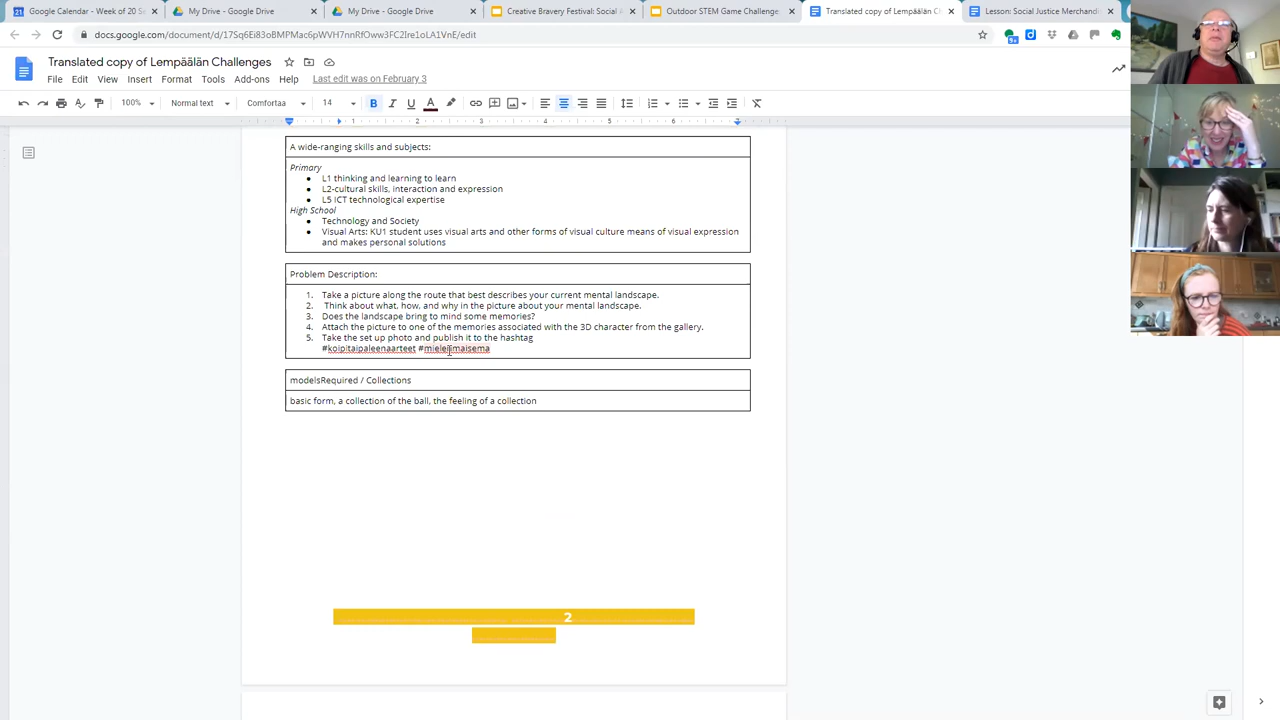 Google Calendar - Week of 20 Se
My Drive - Google Drive
My Drive - Google Drive
Creative Bravery Festival: Social A
Outdoor STEM Game Challenge
Translated copy of Lempäälän Ch
Lesson: Social Justice Merchandi
docs.google.com/document/d/17Sq6Ei83oBMPMac6pWVH7nnRfOww3FC2lre1oLA1VnE/edit
Translated copy of Lempäälän Challenges
File Edit View Insert Format Tools Add-ons Help Last edit was on February 3
100% Normal text Comfortaa 14
1 2 3 4 5 6
A wide-ranging skills and subjects:
Primary
L1 thinking and learning to learn
L2-cultural skills, interaction and expression
L5 ICT technological expertise
High School
Technology and Society
Visual Arts: KU1 student uses visual arts and other forms of visual culture means of visual expression
and makes personal solutions
Problem Description:
1. Take a picture along the route that best describes your current mental landscape.
2. Think about what, how, and why in the picture about your mental landscape.
3. Does the landscape bring to mind some memories?
4. Attach the picture to one of the memories associated with the 3D character from the gallery.
5. Take the set up photo and publish it to the hashtag
#koipitaipaleenaarteet #mielenmaisema
modelsRequired / Collections
basic form, a collection of the ball, the feeling of a collection
2